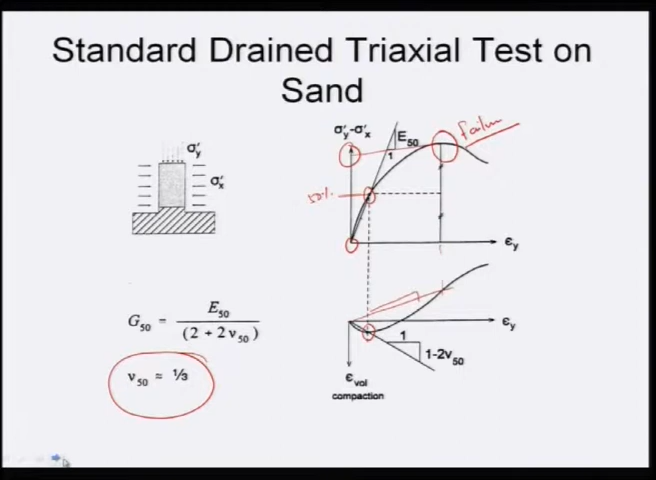 Standard Drained Triaxial Test on
Sand
σ′y
σ′x
σ′y-σ′x
E50
1
failure
50%
εy
G50 = E50 / (2 + 2ν50)
ν50 = ⅓
εy
1
1-2ν50
εvol
compaction